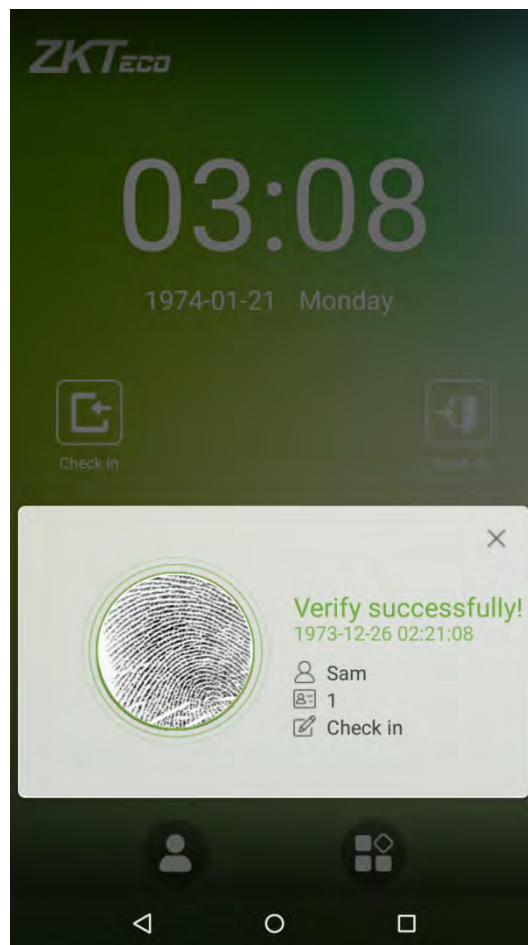 ZKTECO
03:08
1974-01-21 Monday
Check in
Verify successfully!
1973-12-26 02:21:08
Sam
1
Check in